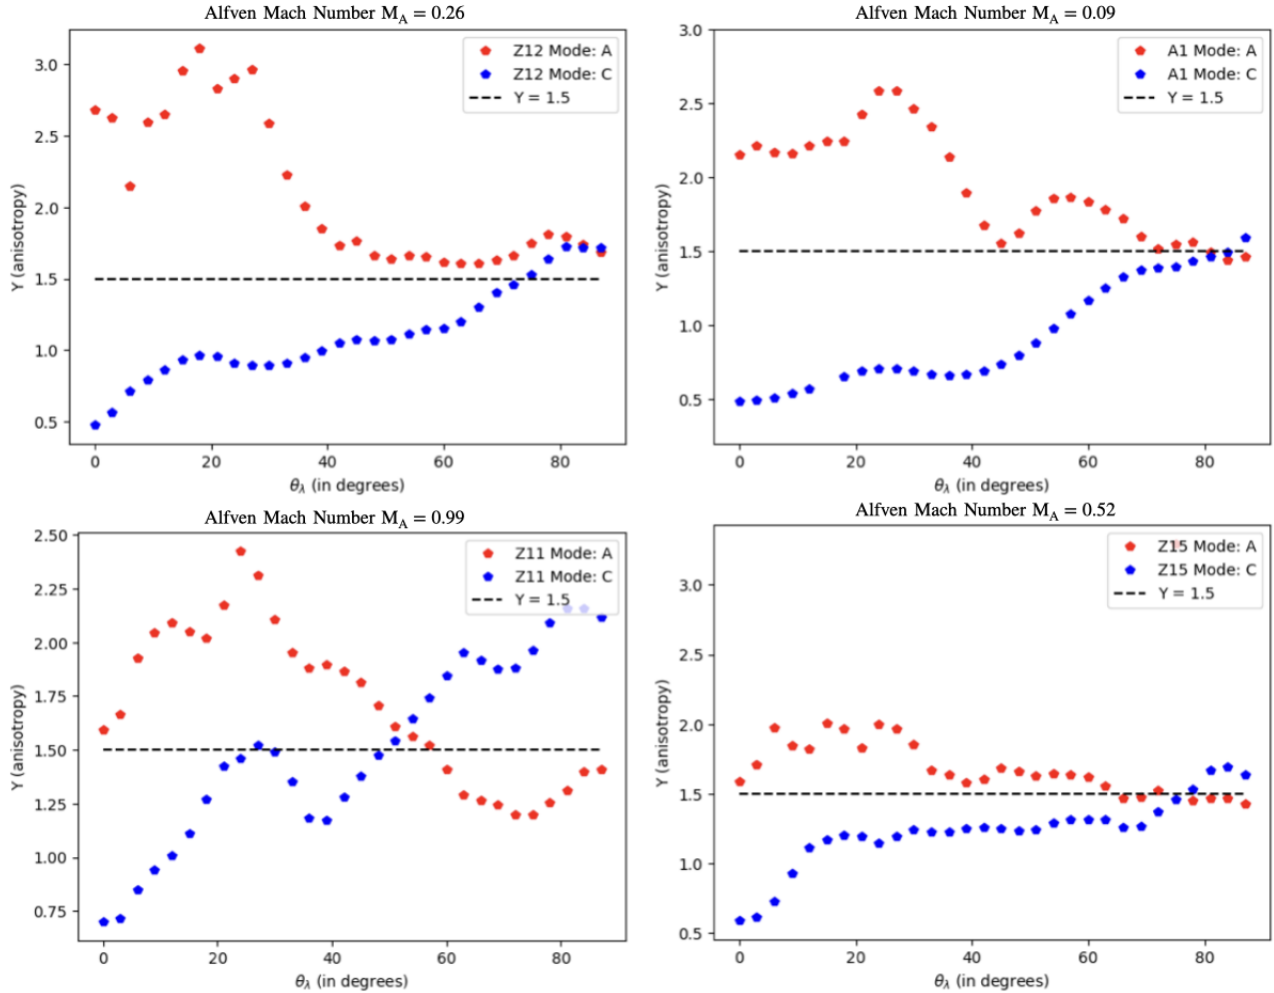 Alfven Mach Number M_A = 0.26
Z12 Mode: A
Z12 Mode: C
Y = 1.5
3.0
2.5
2.0
1.5
1.0
0.5
Y (anisotropy)
0 20 40 60 80
θ_λ (in degrees)
Alfven Mach Number M_A = 0.09
A1 Mode: A
A1 Mode: C
Y = 1.5
3.0
2.5
2.0
1.5
1.0
0.5
Y (anisotropy)
0 20 40 60 80
θ_λ (in degrees)
Alfven Mach Number M_A = 0.99
Z11 Mode: A
Z11 Mode: C
Y = 1.5
2.50
2.25
2.00
1.75
1.50
1.25
1.00
0.75
Y (anisotropy)
0 20 40 60 80
θ_λ (in degrees)
Alfven Mach Number M_A = 0.52
Z15 Mode: A
Z15 Mode: C
Y = 1.5
3.0
2.5
2.0
1.5
1.0
0.5
Y (anisotropy)
0 20 40 60 80
θ_λ (in degrees)